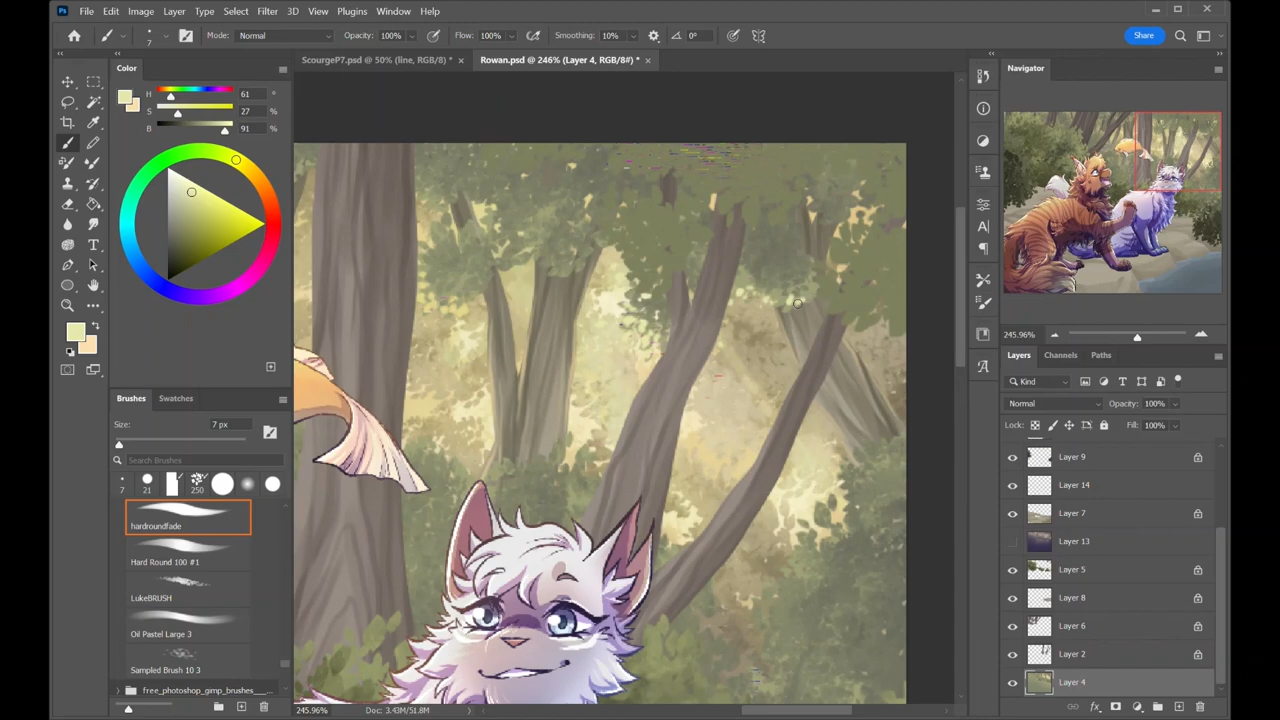 Ps File Edit Image Layer Type Select Filter 3D View Plugins Window Help
7 Mode: Normal Opacity: 100% Flow: 100% Smoothing: 10% 0° Share
Color
ScourgeP7.psd @ 50% (line, RGB/8) * × Rowan.psd @ 246% (Layer 4, RGB/8#) * ×
Navigator
H 61 °
S 27 %
B 91 %
245.96%
Layers Channels Paths
Kind
Brushes Swatches
Normal Opacity: 100%
Size: 7 px
Lock: Fill: 100%
Search Brushes
7 21 250
hardroundfade
Hard Round 100 #1
LukeBRUSH
Oil Pastel Large 3
Sampled Brush 10 3
free_photoshop_gimp_brushes___...
Layer 9
Layer 14
Layer 7
Layer 13
Layer 5
Layer 8
Layer 6
Layer 2
Layer 4
245.96% Doc: 3.43M/51.8M